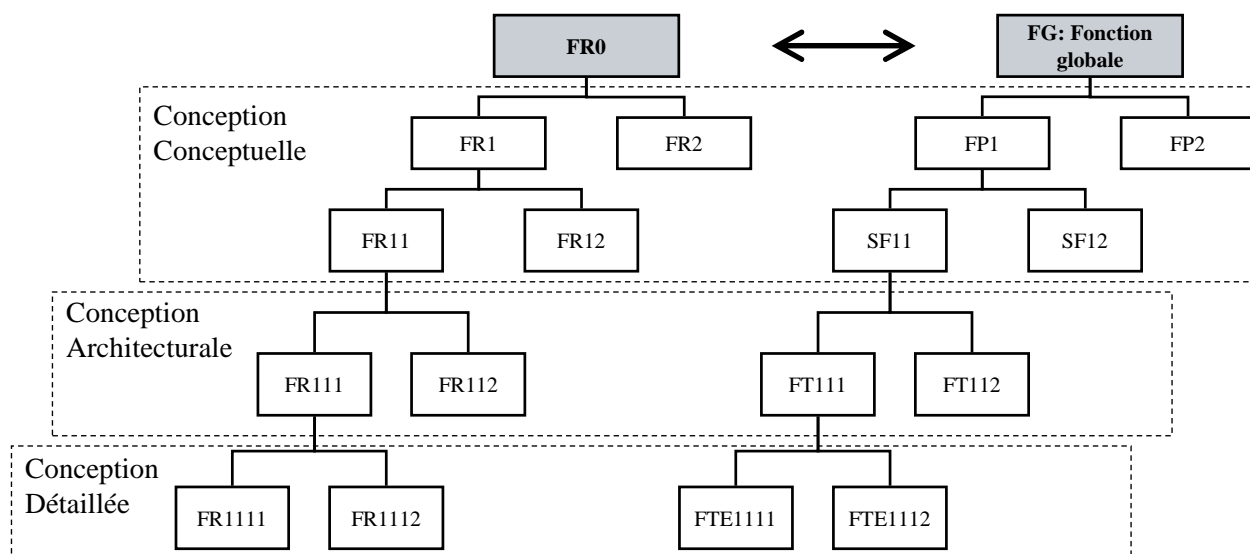 FR0
FG: Fonction
globale
Conception
Conceptuelle
FR1
FR2
FP1
FP2
FR11
FR12
SF11
SF12
Conception
Architecturale
FR111
FR112
FT111
FT112
Conception
Détaillée
FR1111
FR1112
FTE1111
FTE1112